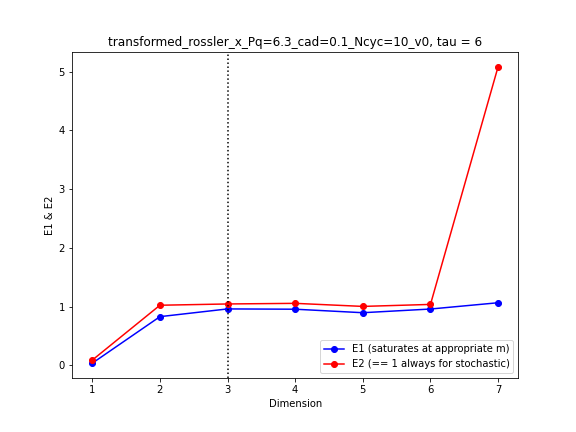 transformed_rossler_x_Pq=6.3_cad=0.1_Ncyc=10_v0, tau = 6
5
4
3
2
1
0
E1 & E2
E1 (saturates at appropriate m)
E2 (== 1 always for stochastic)
1 2 3 4 5 6 7
Dimension